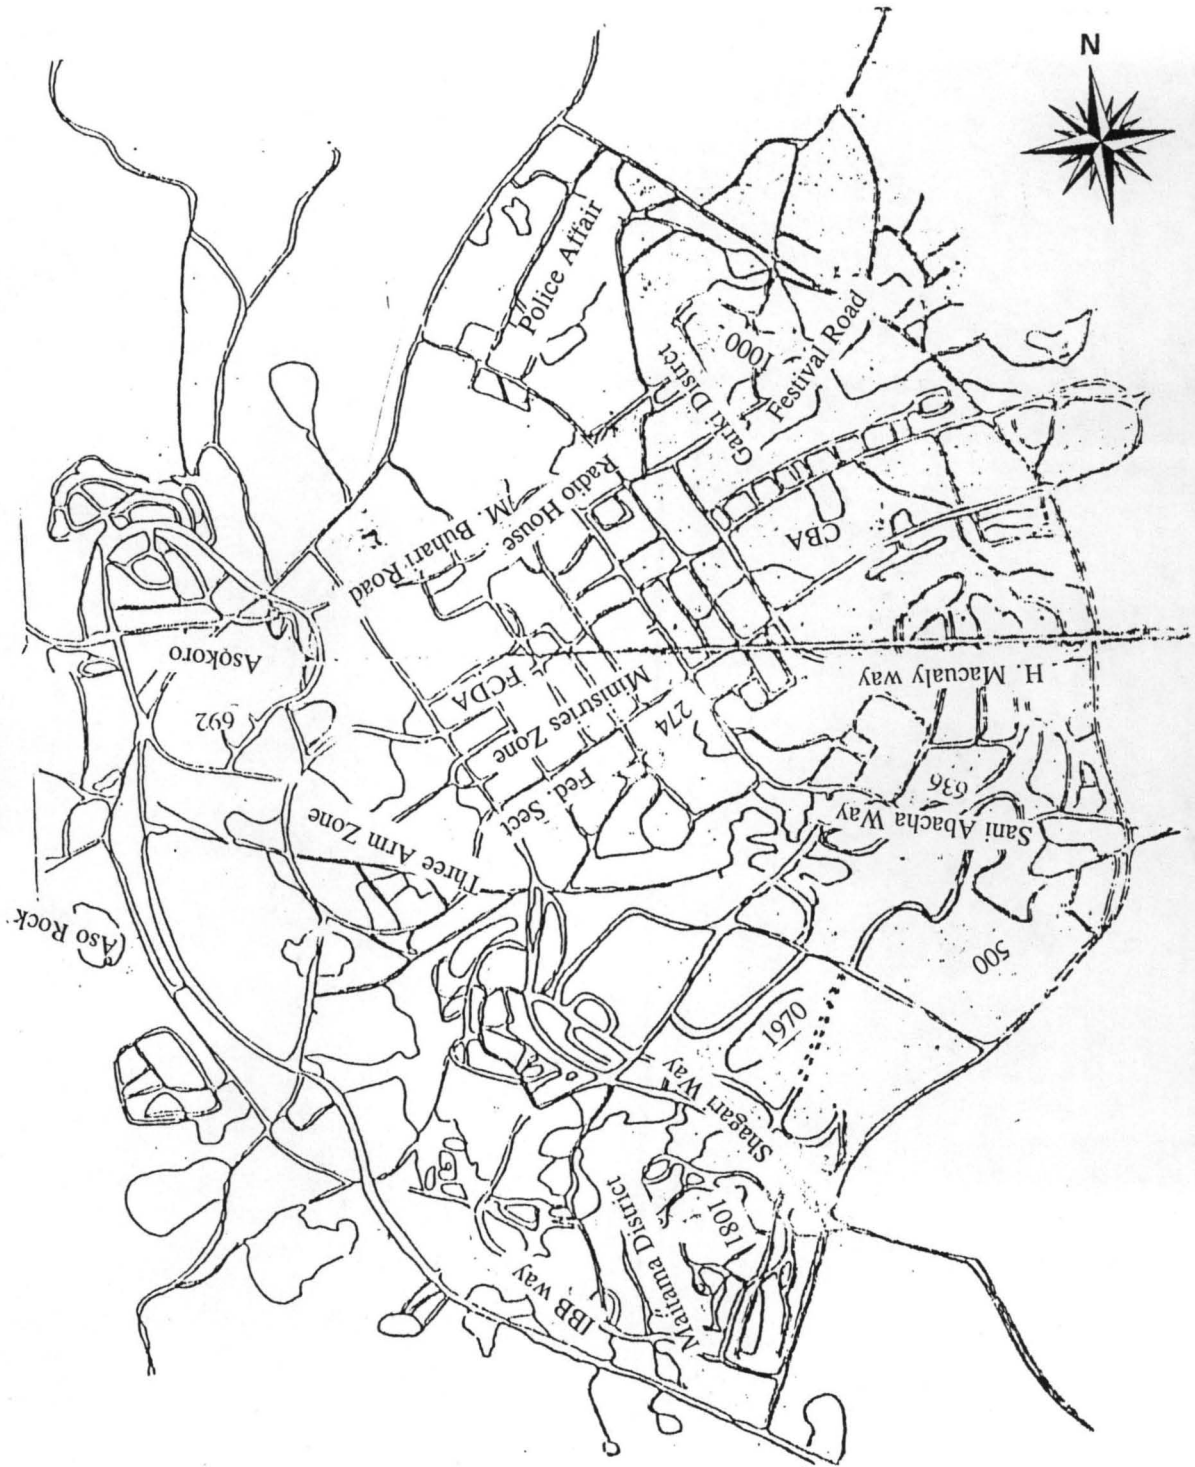 N
Police Affair
Garki District
1000
Festival Road
Radio House
M. Buhari Road
CBA
Asokoro
692
FCDA
Ministries Zone
Fed. Sect
274
H. Macualy way
636
Sani Abacha Way
Three Arm Zone
(Aso Rock
500
1970
Shagari Way
1801
Maitama District
IBB way